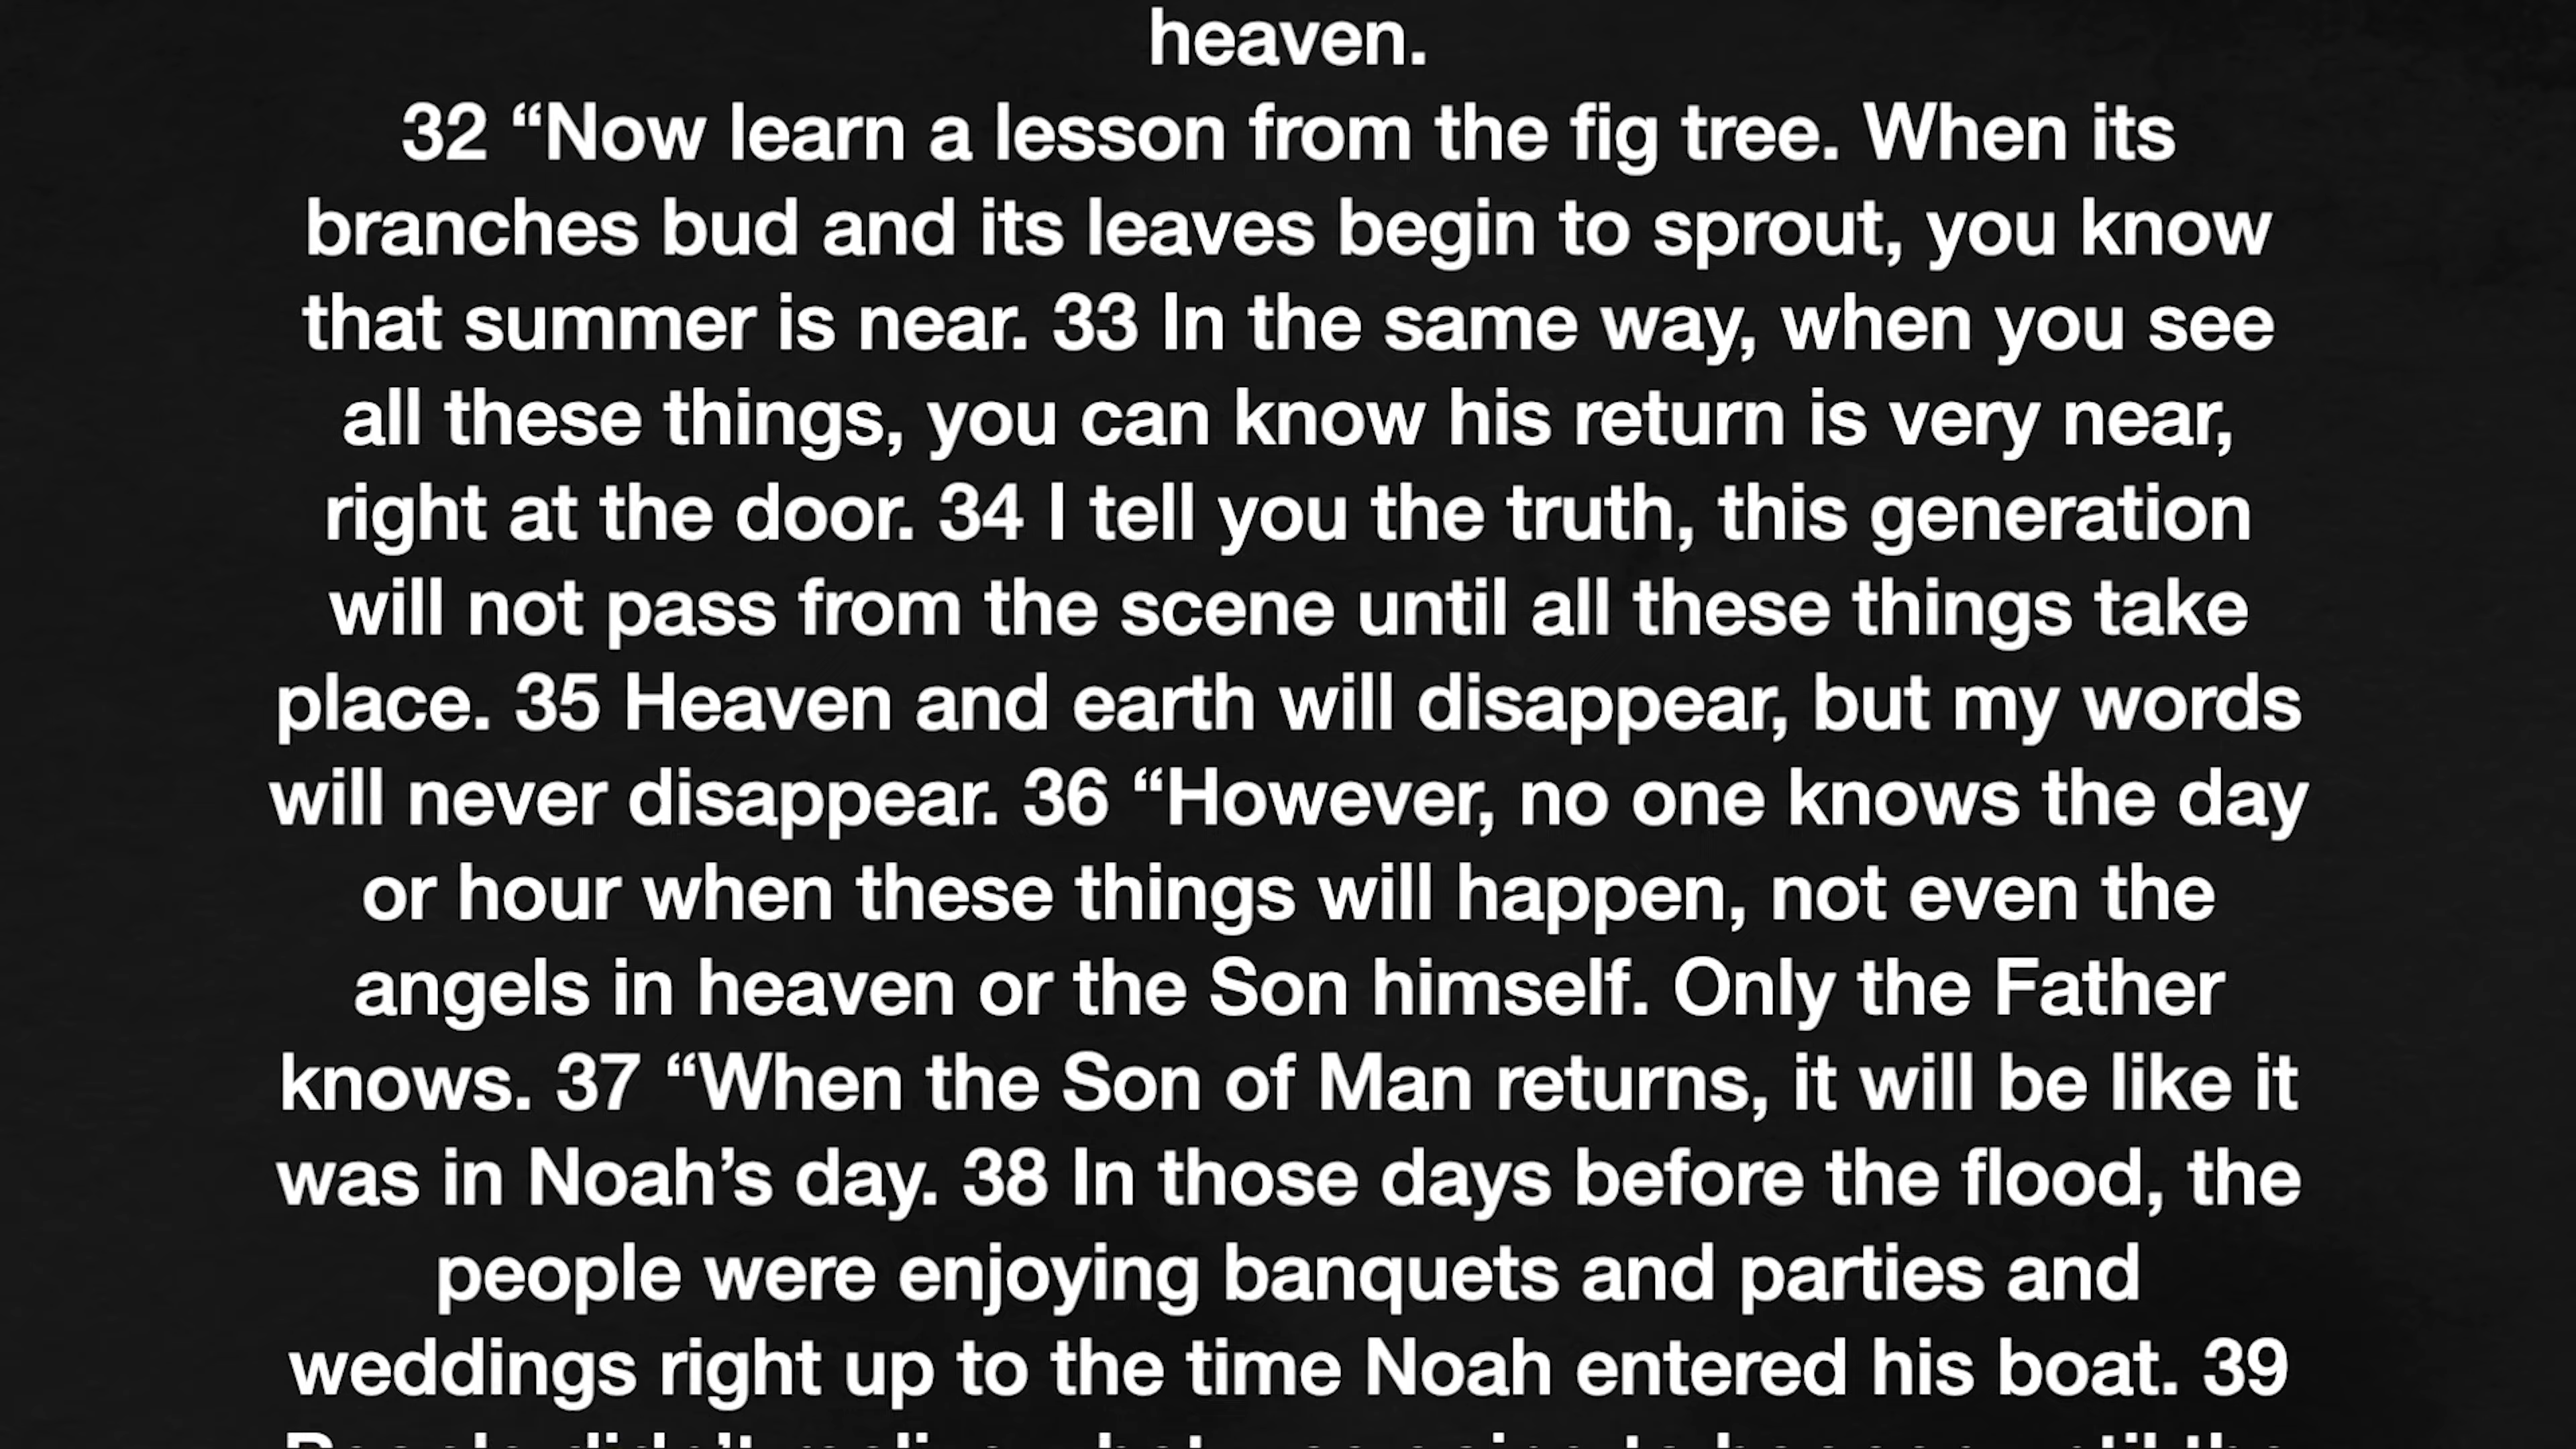 heaven.
32 “Now learn a lesson from the fig tree. When its
branches bud and its leaves begin to sprout, you know
that summer is near. 33 In the same way, when you see
all these things, you can know his return is very near,
right at the door. 34 I tell you the truth, this generation
will not pass from the scene until all these things take
place. 35 Heaven and earth will disappear, but my words
will never disappear. 36 “However, no one knows the day
or hour when these things will happen, not even the
angels in heaven or the Son himself. Only the Father
knows. 37 “When the Son of Man returns, it will be like it
was in Noah’s day. 38 In those days before the flood, the
people were enjoying banquets and parties and
weddings right up to the time Noah entered his boat. 39